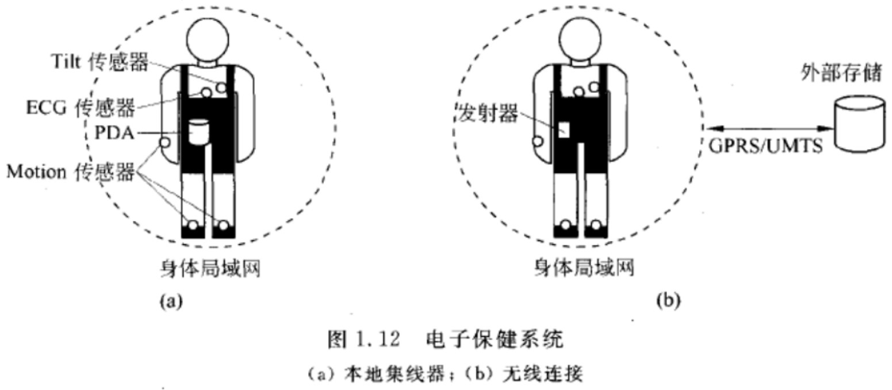 Tilt 传感器
ECG 传感器
PDA
Motion 传感器
身体局域网
(a)
发射器
外部存储
GPRS/UMTS
身体局域网
(b)
图 1.12 电子保健系统
(a) 本地集线器；(b) 无线连接